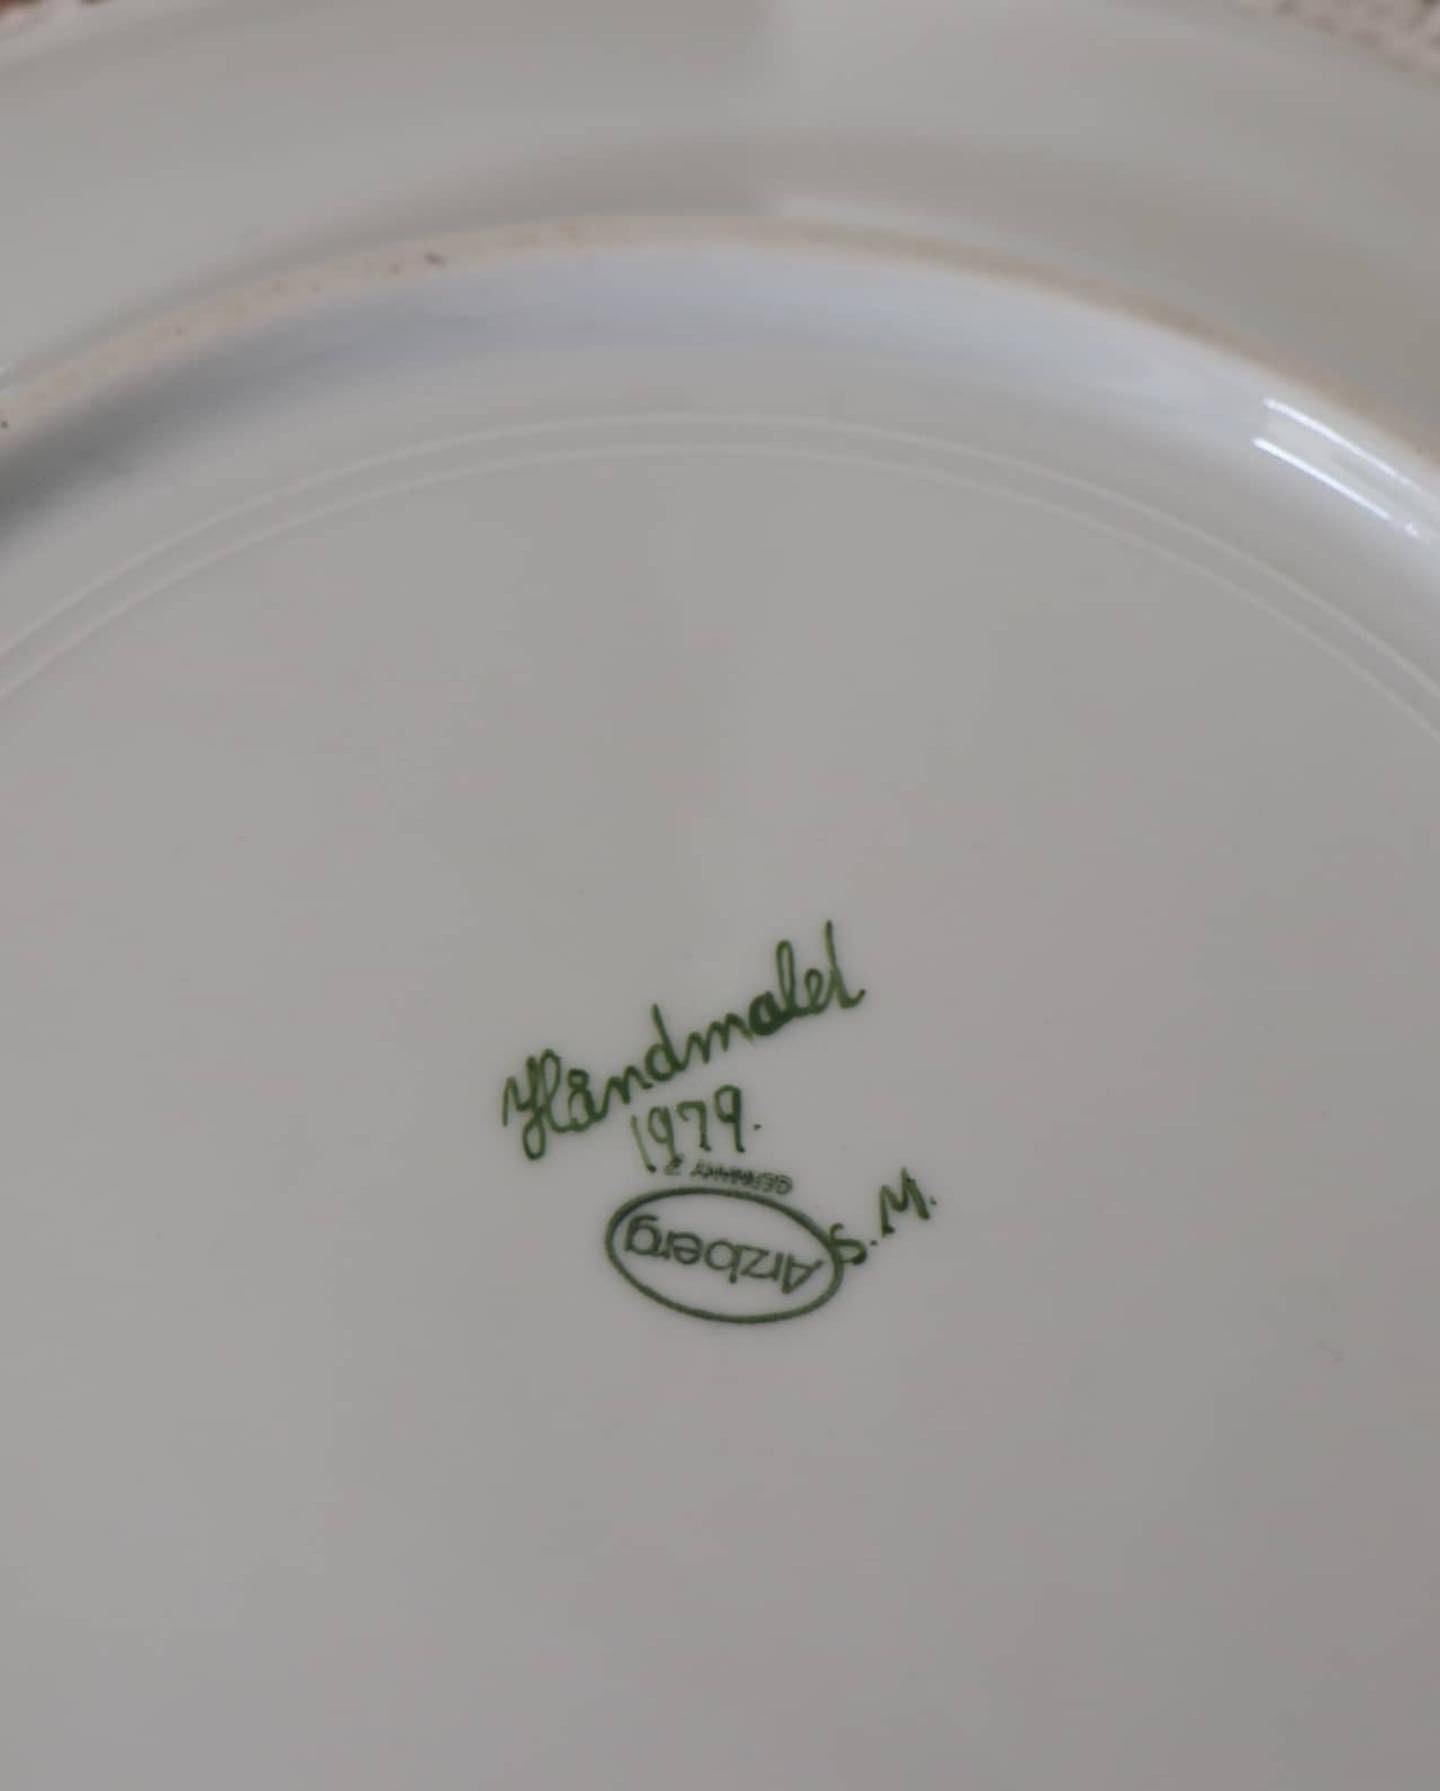 Håndmalet
1979.
S.M.
GERMANY 2
Arzberg